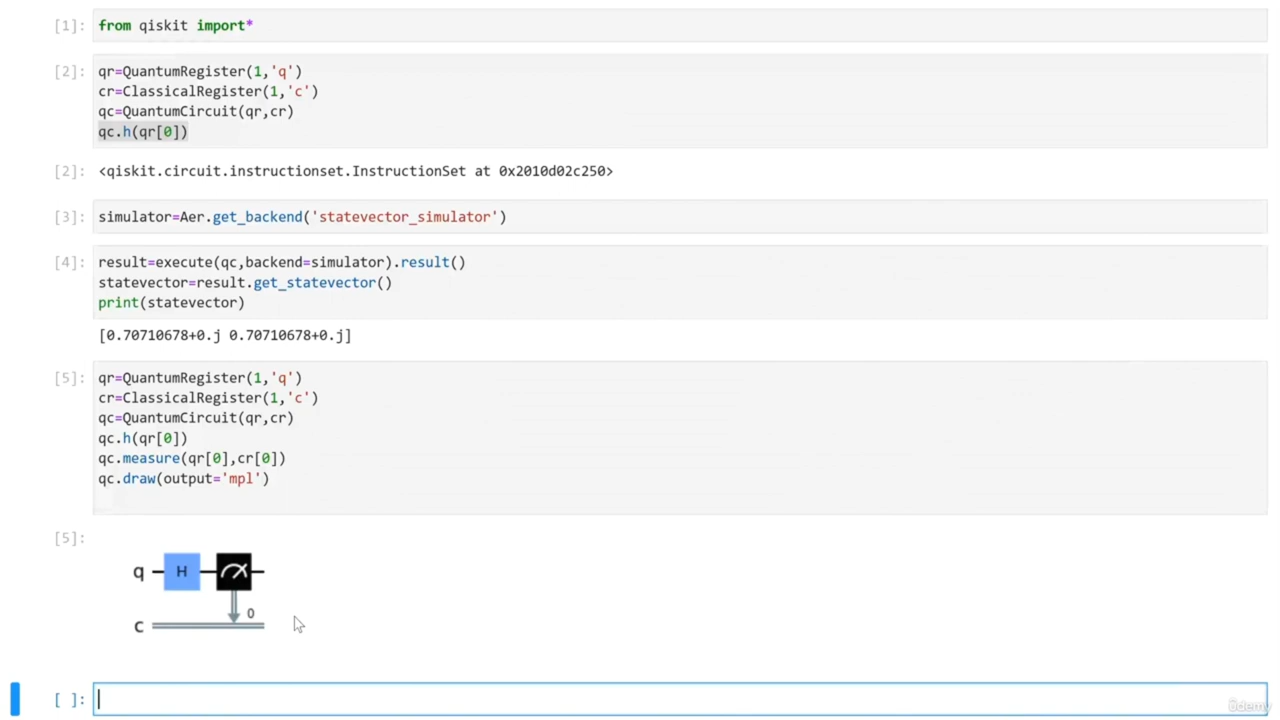 [1]: from qiskit import*
[2]: qr=QuantumRegister(1,'q')
cr=ClassicalRegister(1,'c')
qc=QuantumCircuit(qr,cr)
qc.h(qr[0])
[2]: <qiskit.circuit.instructionset.InstructionSet at 0x2010d02c250>
[3]: simulator=Aer.get_backend('statevector_simulator')
[4]: result=execute(qc,backend=simulator).result()
statevector=result.get_statevector()
print(statevector)
[0.70710678+0.j 0.70710678+0.j]
[5]: qr=QuantumRegister(1,'q')
cr=ClassicalRegister(1,'c')
qc=QuantumCircuit(qr,cr)
qc.h(qr[0])
qc.measure(qr[0],cr[0])
qc.draw(output='mpl')
[5]:
q H
0
c
[ ]:
ûdemy